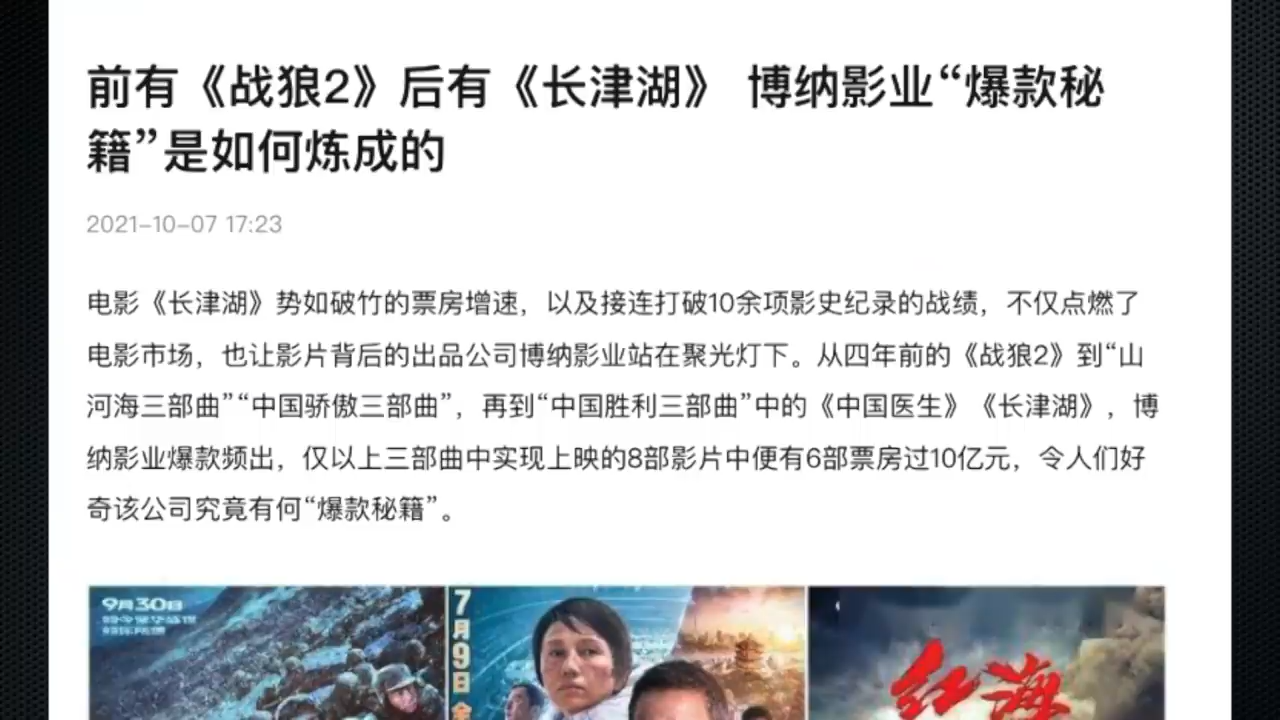 前有《战狼2》后有《长津湖》 博纳影业“爆款秘
籍”是如何炼成的
2021-10-07 17:23
电影《长津湖》势如破竹的票房增速，以及接连打破10余项影史纪录的战绩，不仅点燃了
电影市场，也让影片背后的出品公司博纳影业站在聚光灯下。从四年前的《战狼2》到“山
河海三部曲”“中国骄傲三部曲”，再到“中国胜利三部曲”中的《中国医生》《长津湖》，博
纳影业爆款频出，仅以上三部曲中实现上映的8部影片中便有6部票房过10亿元，令人们好
奇该公司究竟有何“爆款秘籍”。
9月30日
7月9日
红海